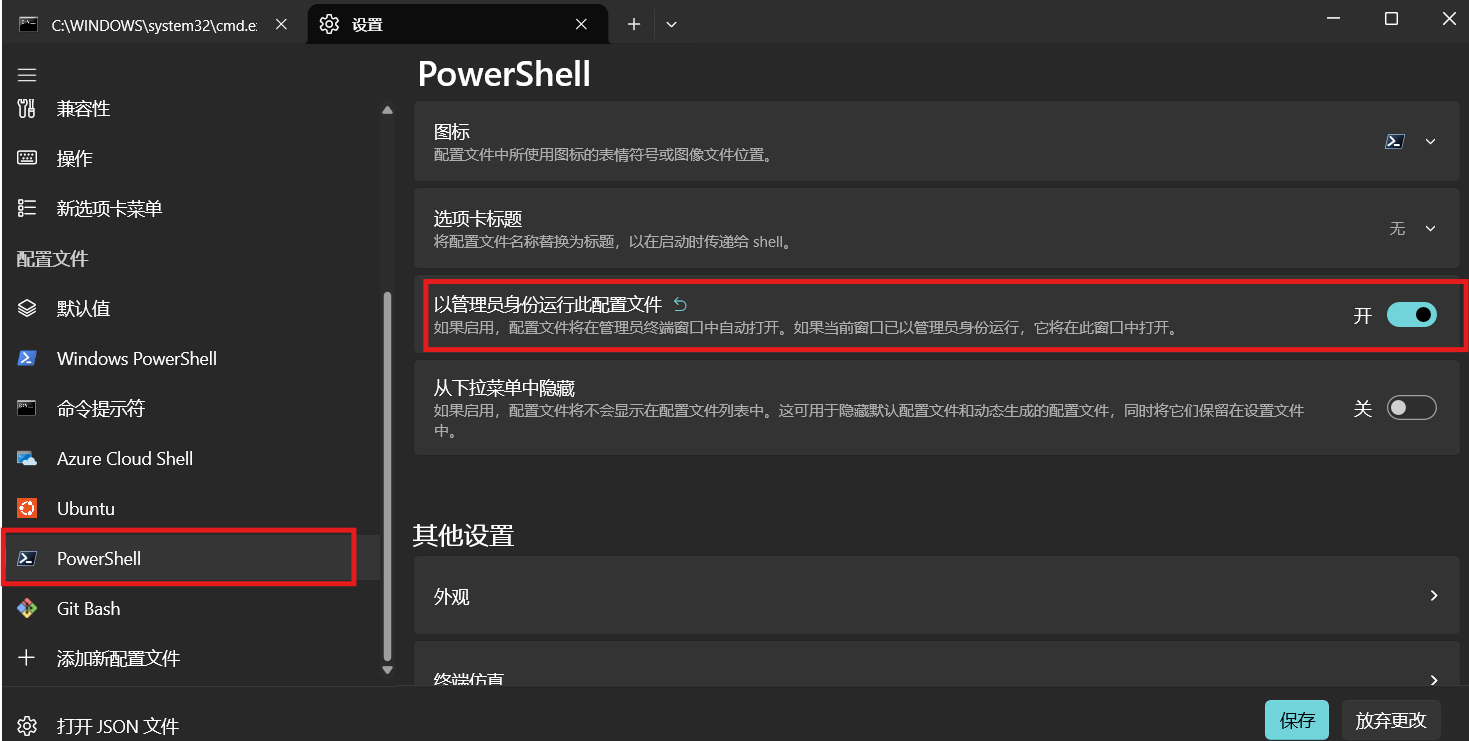 C:\WINDOWS\system32\cmd.e
设置
PowerShell
兼容性
操作
新选项卡菜单
配置文件
默认值
Windows PowerShell
命令提示符
Azure Cloud Shell
Ubuntu
PowerShell
Git Bash
添加新配置文件
打开 JSON 文件
图标
配置文件中所使用图标的表情符号或图像文件位置。
选项卡标题
将配置文件名称替换为标题，以在启动时传递给 shell。
无
以管理员身份运行此配置文件
如果启用，配置文件将在管理员终端窗口中自动打开。如果当前窗口已以管理员身份运行，它将在此窗口中打开。
开
从下拉菜单中隐藏
如果启用，配置文件将不会显示在配置文件列表中。这可用于隐藏默认配置文件和动态生成的配置文件，同时将它们保留在设置文件
中。
关
其他设置
外观
终端仿真
保存
放弃更改